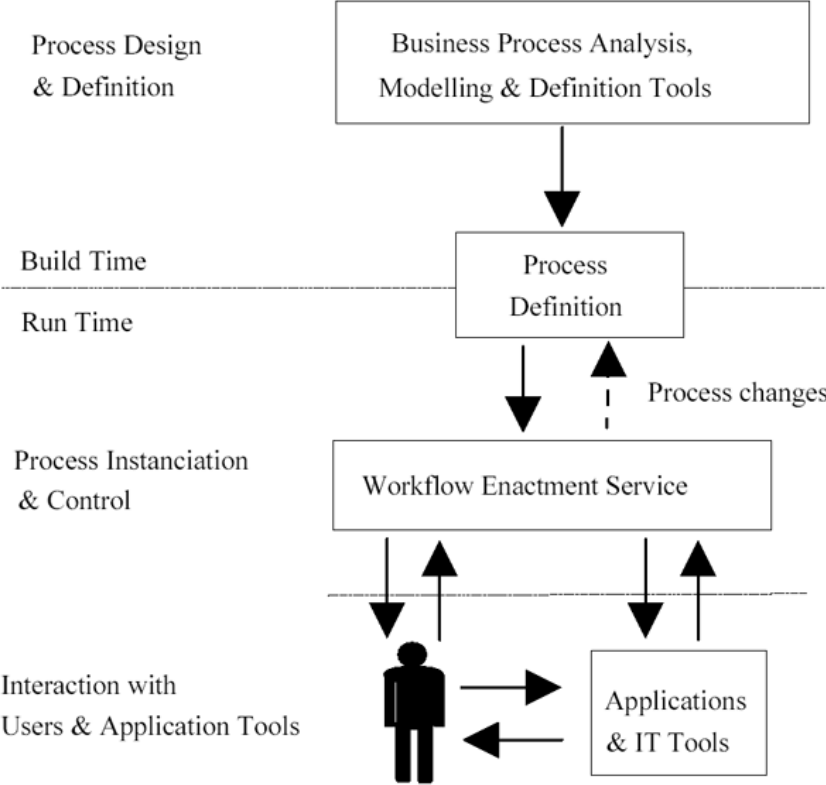 Process Design
& Definition
Business Process Analysis,
Modelling & Definition Tools
Build Time
Process
Definition
Run Time
Process changes
Process Instanciation
& Control
Workflow Enactment Service
Interaction with
Users & Application Tools
Applications
& IT Tools